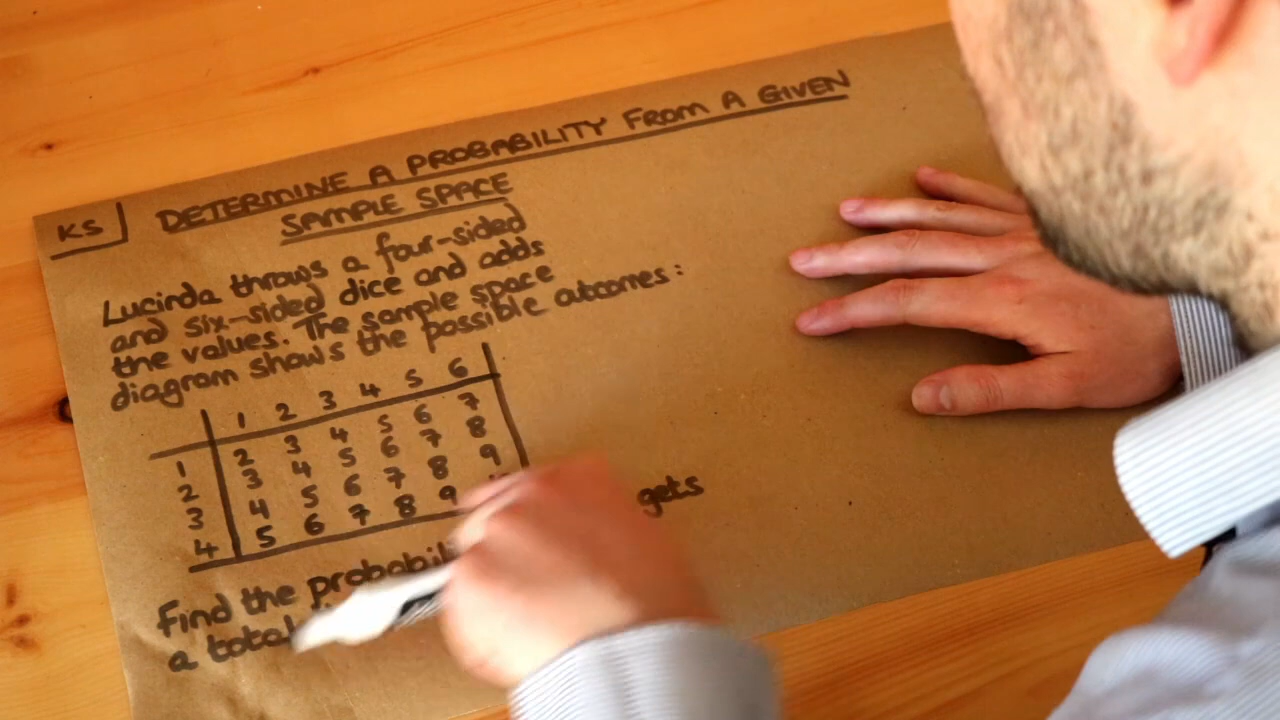 KS
DETERMINE A PROBABILITY FROM A GIVEN
SAMPLE SPACE
Lucinda throws a four-sided
and six-sided dice and adds
the values. The sample space
diagram shows the possible outcomes:
1 2 3 4 5 6
1 2 3 4 5 6 7
2 3 4 5 6 7 8
3 4 5 6 7 8 9
4 5 6 7 8 9
Find the gets
a total